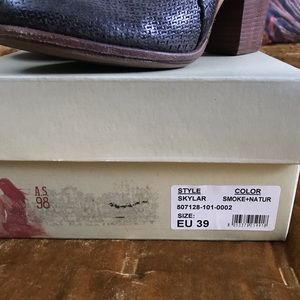 A.S.
98
STYLE COLOR
SKYLAR SMOKE+NATUR
507128-101-0002
SIZE:
EU 39